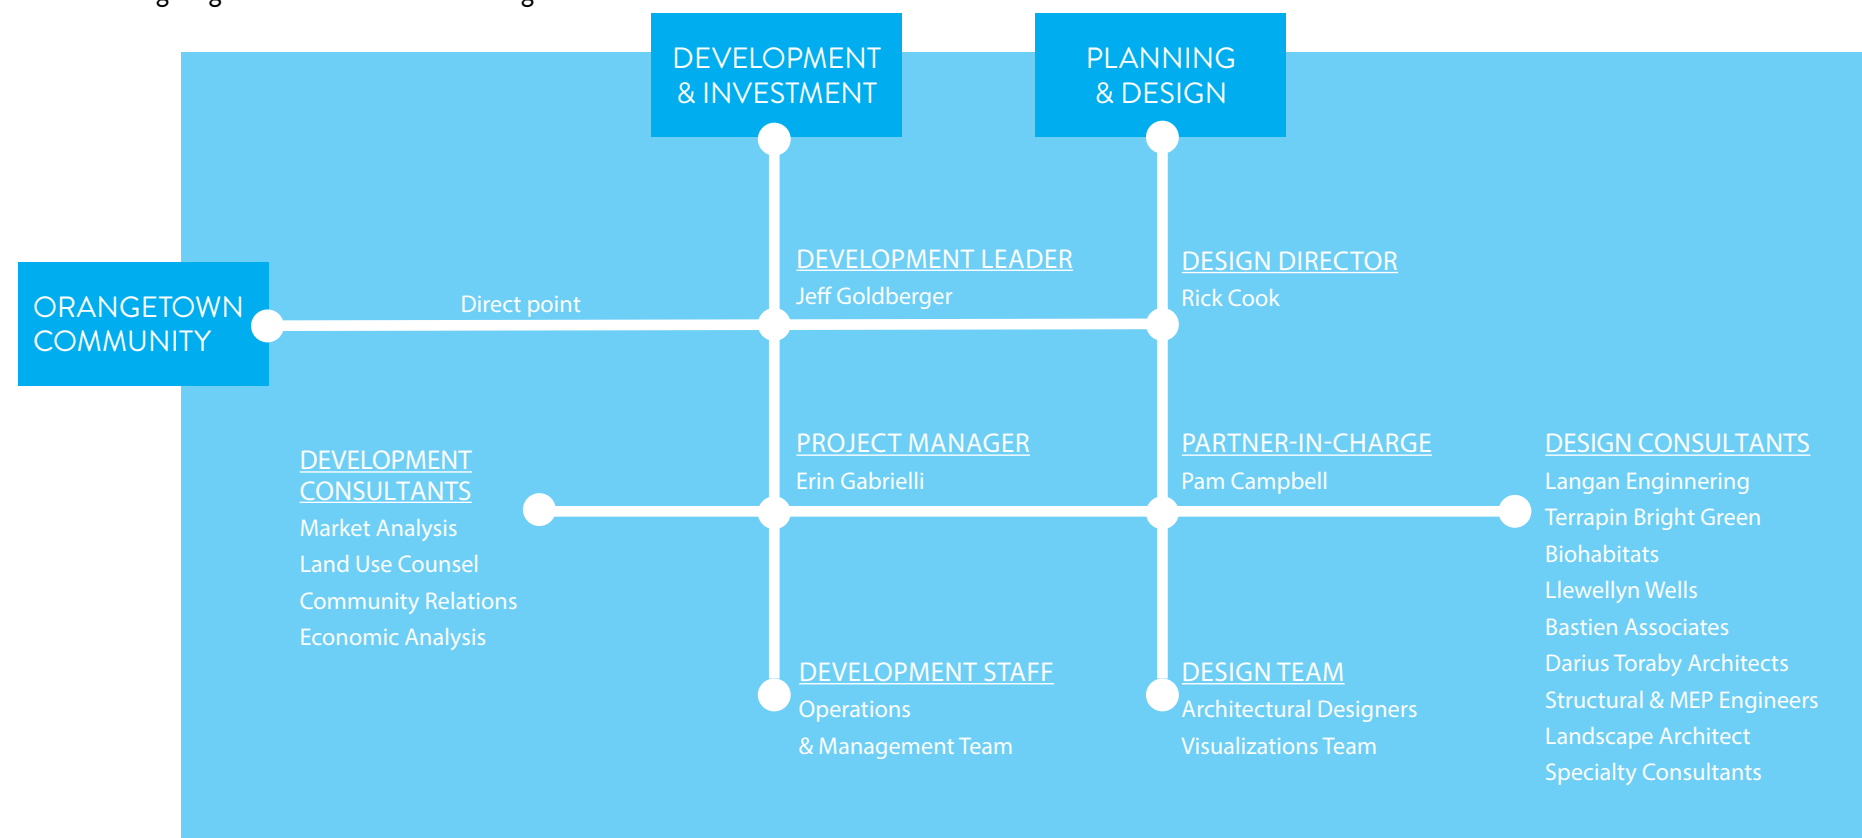 DEVELOPMENT
& INVESTMENT
PLANNING
& DESIGN
ORANGETOWN
COMMUNITY
Direct point
DEVELOPMENT LEADER
Jeff Goldberger
DESIGN DIRECTOR
Rick Cook
DEVELOPMENT
CONSULTANTS
Market Analysis
Land Use Counsel
Community Relations
Economic Analysis
PROJECT MANAGER
Erin Gabrielli
PARTNER-IN-CHARGE
Pam Campbell
DESIGN CONSULTANTS
Langan Enginnering
Terrapin Bright Green
Biohabitats
Llewellyn Wells
Bastien Associates
Darius Toraby Architects
Structural & MEP Engineers
Landscape Architect
Specialty Consultants
DEVELOPMENT STAFF
Operations
& Management Team
DESIGN TEAM
Architectural Designers
Visualizations Team